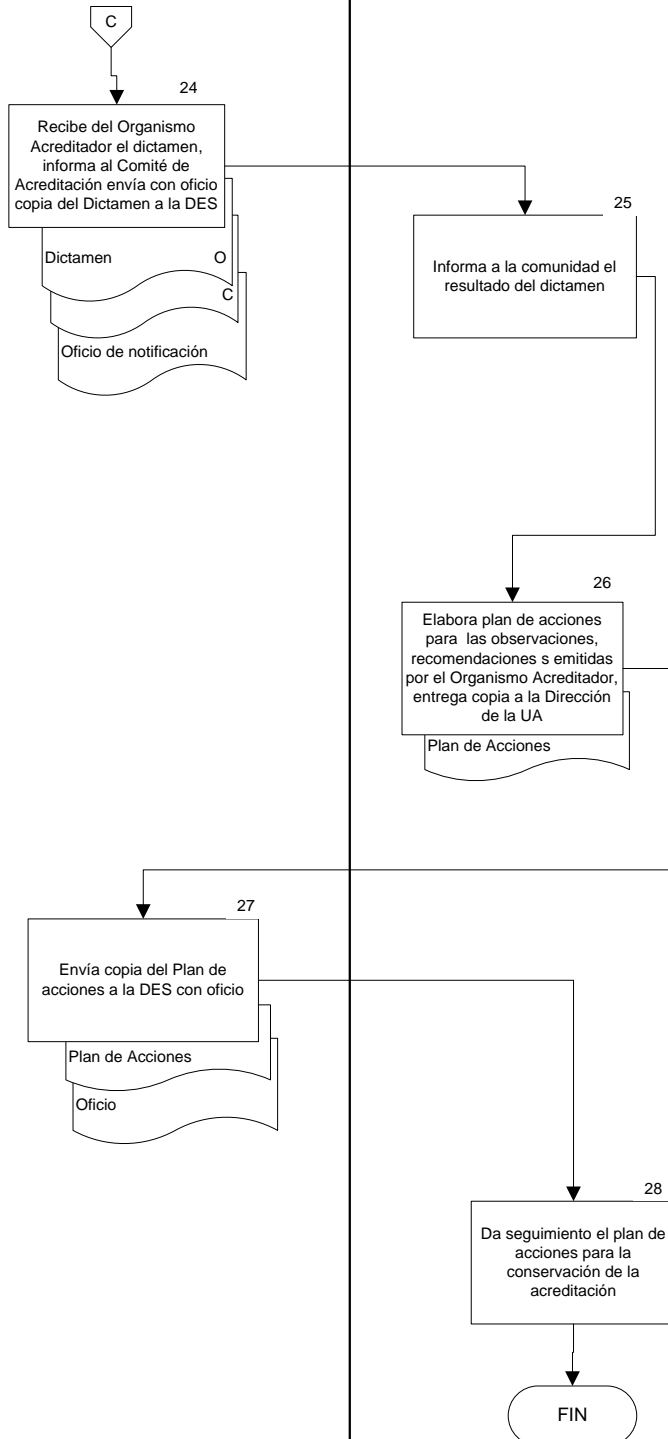 C
24
Recibe del Organismo
Acreditador el dictamen,
informa al Comité de
Acreditación envía con oficio
copia del Dictamen a la DES
Dictamen O
C
Oficio de notificación
25
Informa a la comunidad el
resultado del dictamen
26
Elabora plan de acciones
para las observaciones,
recomendaciones s emitidas
por el Organismo Acreditador,
entrega copia a la Dirección
de la UA
Plan de Acciones
27
Envía copia del Plan de
acciones a la DES con oficio
Plan de Acciones
Oficio
28
Da seguimiento el plan de
acciones para la
conservación de la
acreditación
FIN